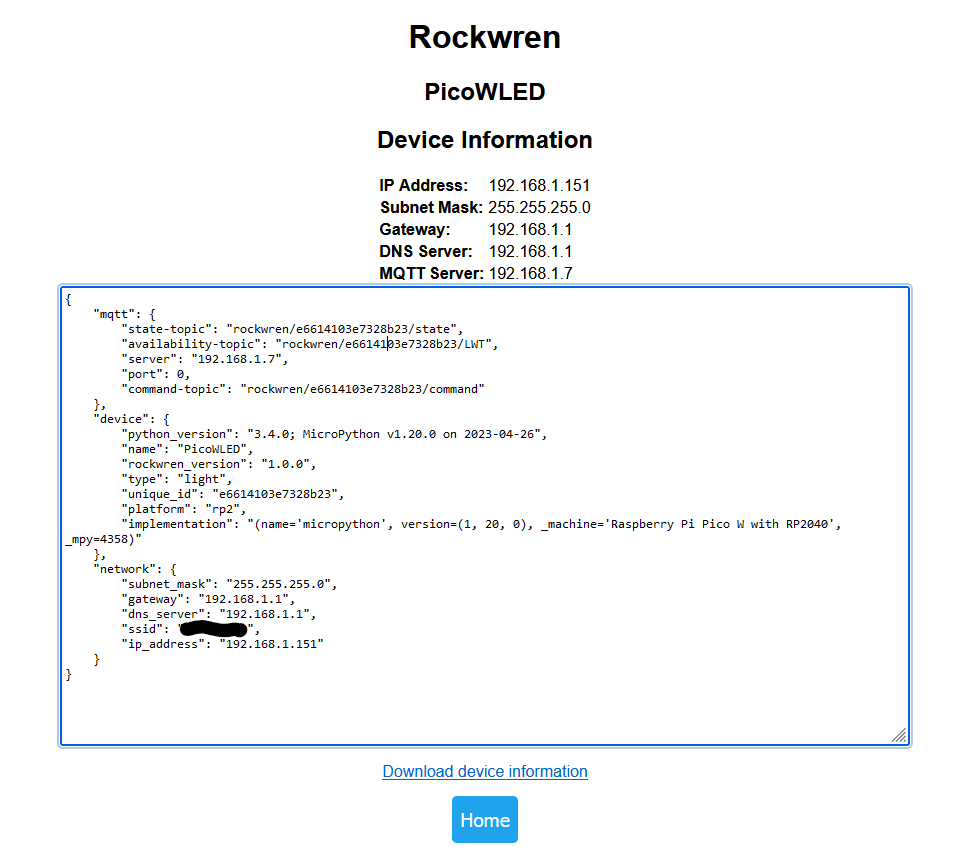 Rockwren
PicoWLED
Device Information
IP Address: 192.168.1.151
Subnet Mask: 255.255.255.0
Gateway: 192.168.1.1
DNS Server: 192.168.1.1
MQTT Server: 192.168.1.7
{
    "mqtt": {
        "state-topic": "rockwren/e6614103e7328b23/state",
        "availability-topic": "rockwren/e6614103e7328b23/LWT",
        "server": "192.168.1.7",
        "port": 0,
        "command-topic": "rockwren/e6614103e7328b23/command"
    },
    "device": {
        "python_version": "3.4.0; MicroPython v1.20.0 on 2023-04-26",
        "name": "PicoWLED",
        "rockwren_version": "1.0.0",
        "type": "light",
        "unique_id": "e6614103e7328b23",
        "platform": "rp2",
        "implementation": "(name='micropython', version=(1, 20, 0), _machine='Raspberry Pi Pico W with RP2040',
_mpy=4358)"
    },
    "network": {
        "subnet_mask": "255.255.255.0",
        "gateway": "192.168.1.1",
        "dns_server": "192.168.1.1",
        "ssid": "",
        "ip_address": "192.168.1.151"
    }
}
Download device information
Home